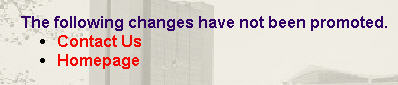 The following changes have not been promoted.
Contact Us
Homepage